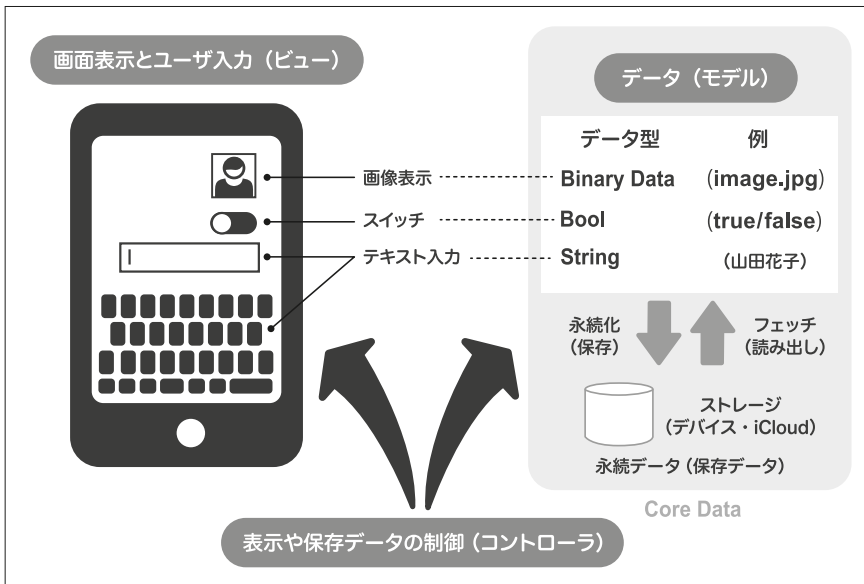 画面表示とユーザ入力（ビュー）
画像表示
スイッチ
テキスト入力
データ（モデル）
データ型 例
Binary Data (image.jpg)
Bool (true/false)
String (山田花子)
永続化
(保存)
フェッチ
(読み出し)
ストレージ
(デバイス・iCloud)
永続データ (保存データ)
Core Data
表示や保存データの制御 (コントローラ)